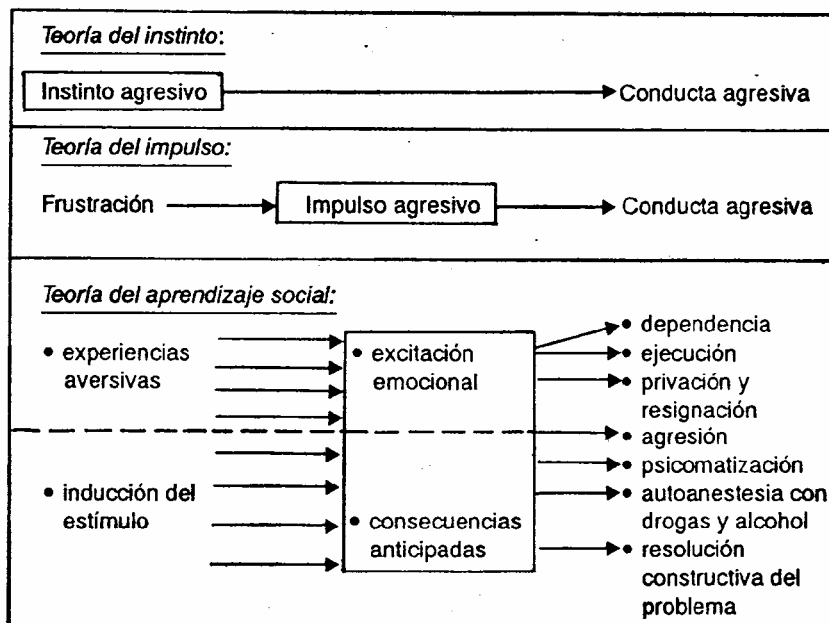 Teoría del instinto:
Instinto agresivo
Conducta agresiva
Teoría del impulso:
Frustración
Impulso agresivo
Conducta agresiva
Teoría del aprendizaje social:
• experiencias
aversivas
• inducción del
estímulo
• excitación
emocional
• consecuencias
anticipadas
• dependencia
• ejecución
• privación y
resignación
• agresión
• psicomatización
• autoanestesia con
drogas y alcohol
• resolución
constructiva del
problema